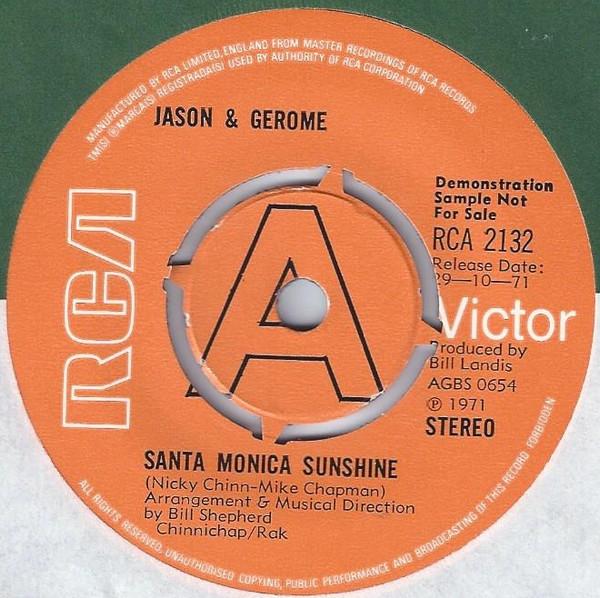 MANUFACTURED BY RCA LIMITED, ENGLAND FROM MASTER RECORDINGS OF RCA RECORDS
TM(S) ® MARCA(S) REGISTRADA(S) USED BY AUTHORITY OF RCA CORPORATION
JASON & GEROME
RCA
A
Demonstration
Sample Not
For Sale
RCA 2132
Release Date:
29—10—71
Victor
Produced by
Bill Landis
AGBS 0654
℗ 1971
STEREO
SANTA MONICA SUNSHINE
(Nicky Chinn-Mike Chapman)
Arrangement & Musical Direction
by Bill Shepherd
Chinnichap/Rak
ALL RIGHTS RESERVED, UNAUTHORISED COPYING, PUBLIC PERFORMANCE AND BROADCASTING OF THIS RECORD FORBIDDEN